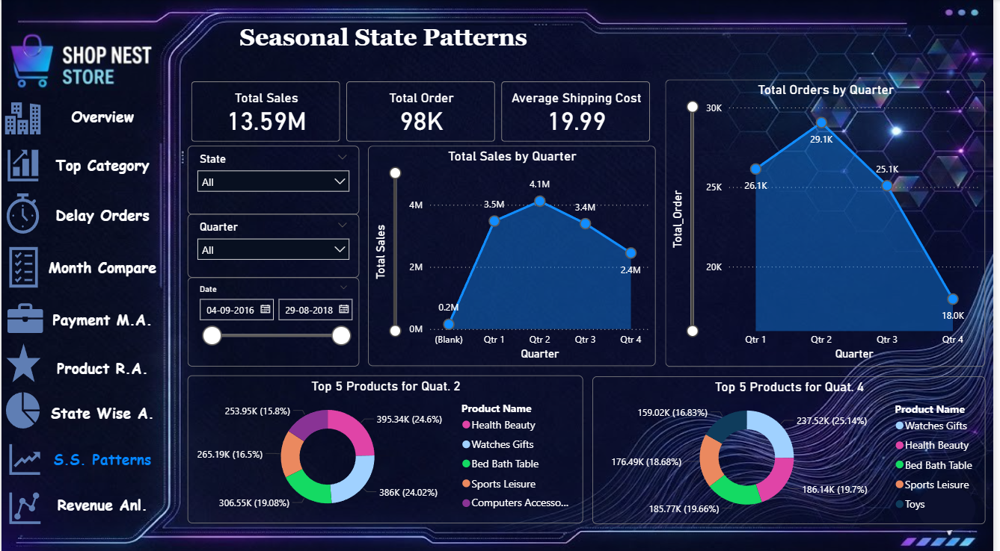 Seasonal State Patterns
SHOP NEST
STORE
Overview
Top Category
Delay Orders
Month Compare
Payment M.A.
Product R.A.
State Wise A.
S.S. Patterns
Revenue Anl.
Total Sales
13.59M
Total Order
98K
Average Shipping Cost
19.99
State
All
Quarter
All
Date
04-09-2016
29-08-2018
Total Sales by Quarter
Total Sales
4M
2M
0M
0.2M
3.5M
4.1M
3.4M
2.4M
(Blank)
Qtr 1
Qtr 2
Qtr 3
Qtr 4
Quarter
Total Orders by Quarter
Total_Order
30K
25K
20K
26.1K
29.1K
25.1K
18.0K
Qtr 1
Qtr 2
Qtr 3
Qtr 4
Quarter
Top 5 Products for Quat. 2
253.95K (15.8%)
395.34K (24.6%)
265.19K (16.5%)
306.55K (19.08%)
386K (24.02%)
Product Name
Health Beauty
Watches Gifts
Bed Bath Table
Sports Leisure
Computers Accesso...
Top 5 Products for Quat. 4
159.02K (16.83%)
237.52K (25.14%)
176.49K (18.68%)
186.14K (19.7%)
185.77K (19.66%)
Product Name
Watches Gifts
Health Beauty
Bed Bath Table
Sports Leisure
Toys